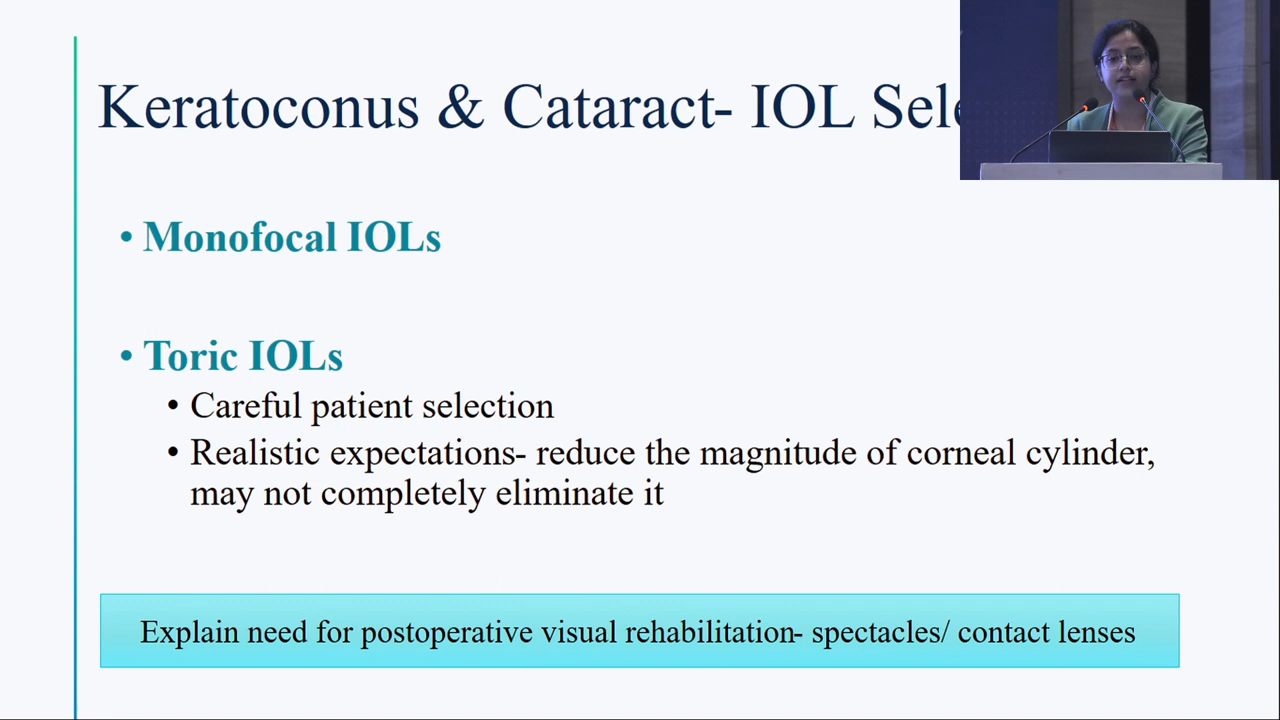 Keratoconus & Cataract- IOL
• Monofocal IOLs
• Toric IOLs
• Careful patient selection
• Realistic expectations- reduce the magnitude of corneal cylinder,
may not completely eliminate it
Explain need for postoperative visual rehabilitation- spectacles/ contact lenses